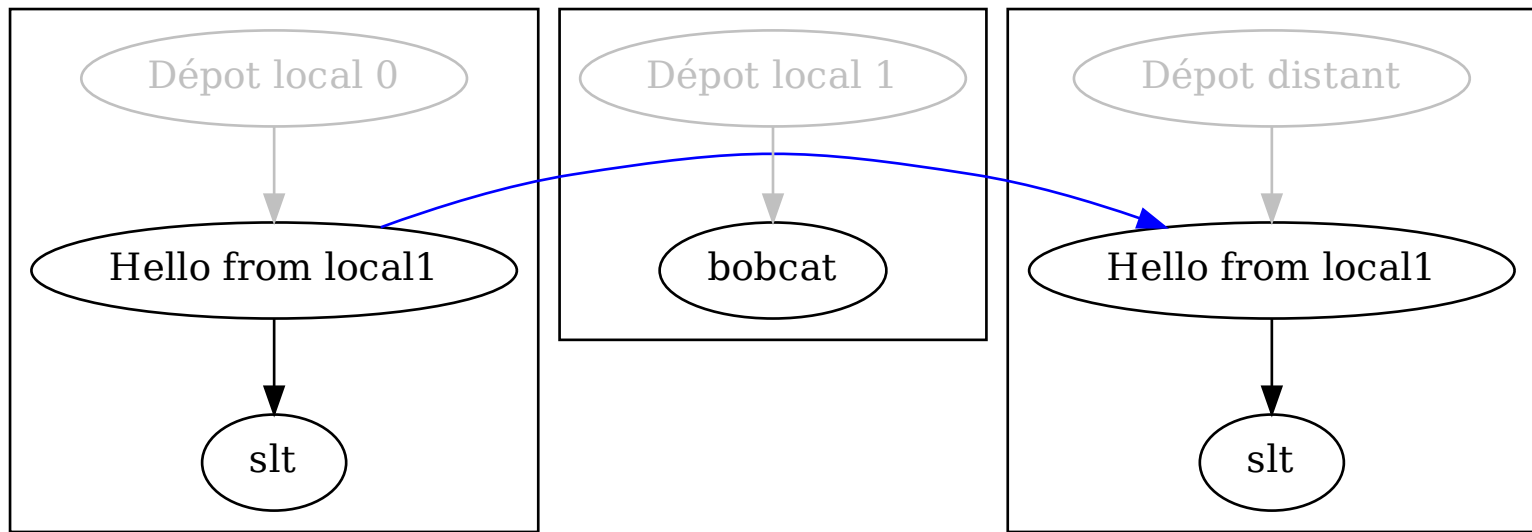 Dépot local 0
Dépot local 1
Dépot distant
Hello from local1
bobcat
Hello from local1
slt
slt